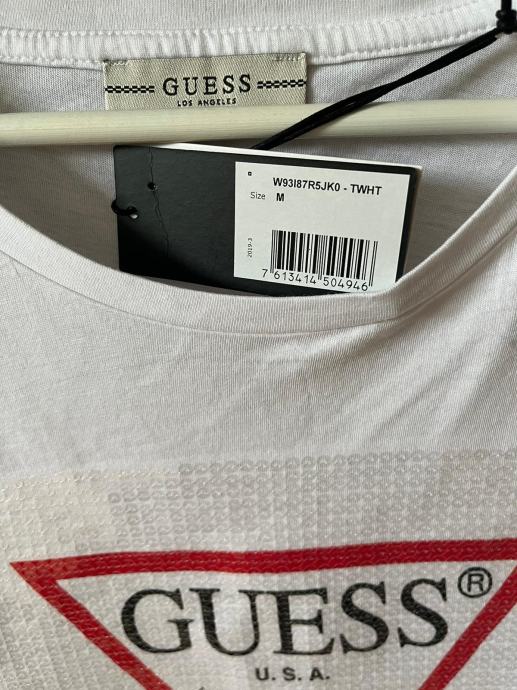 GUESS
LOS ANGELES
W93I87R5JK0 - TWHT
Size M
2019-3
7 613414 504946
GUESS®
U.S.A.